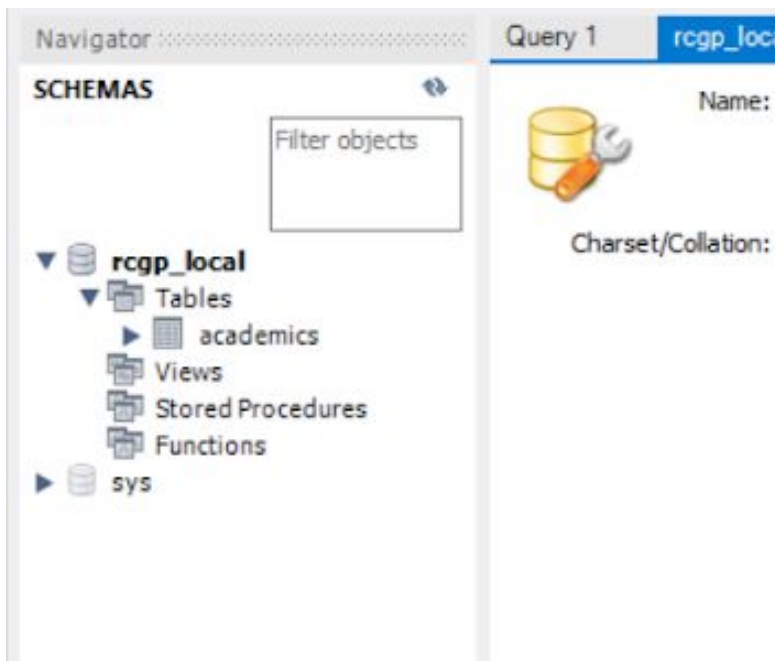 Navigator
SCHEMAS
Filter objects
rcgp_local
Tables
academics
Views
Stored Procedures
Functions
sys
Query 1
rcgp_loc
Name:
Charset/Collation: